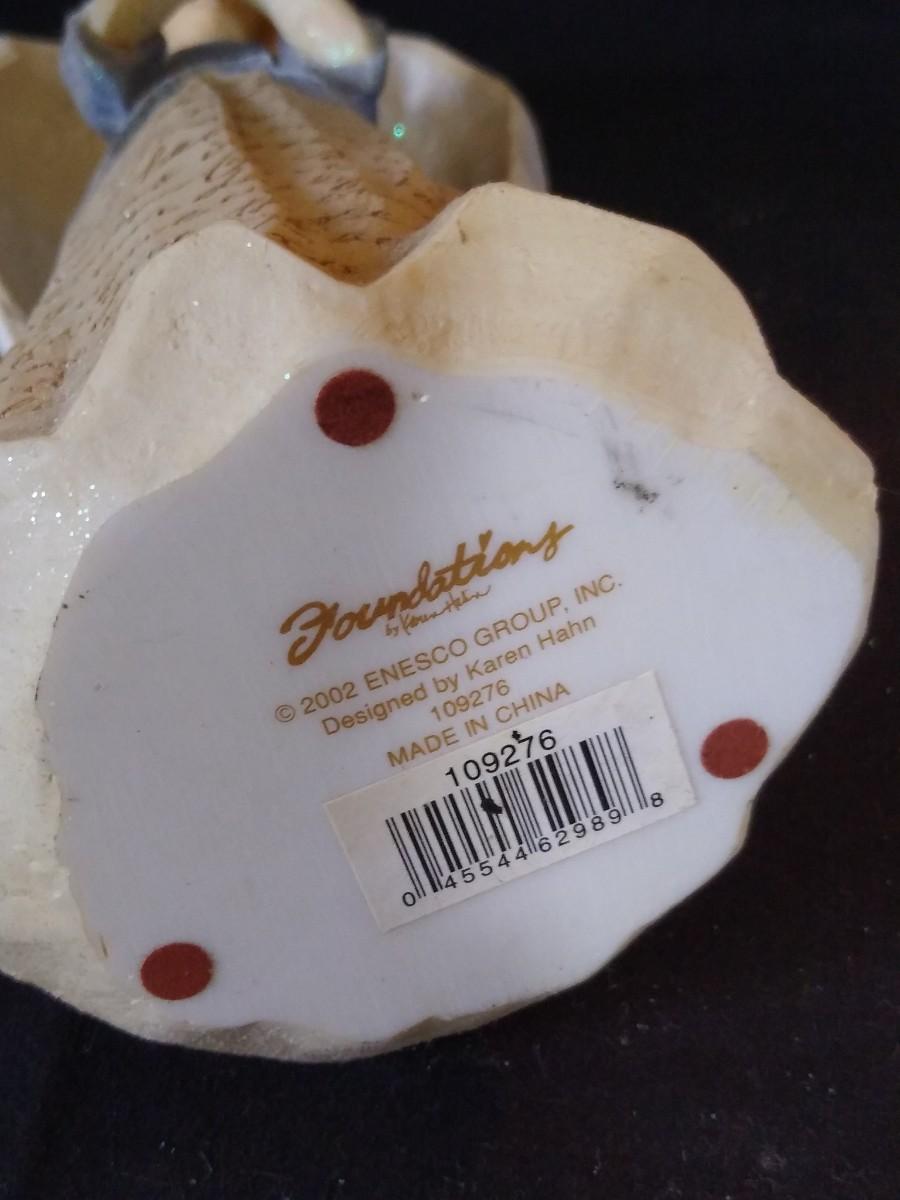 Foundations
by Karen Hahn
© 2002 ENESCO GROUP, INC.
Designed by Karen Hahn
109276
MADE IN CHINA
109276
0 45544 62989 8